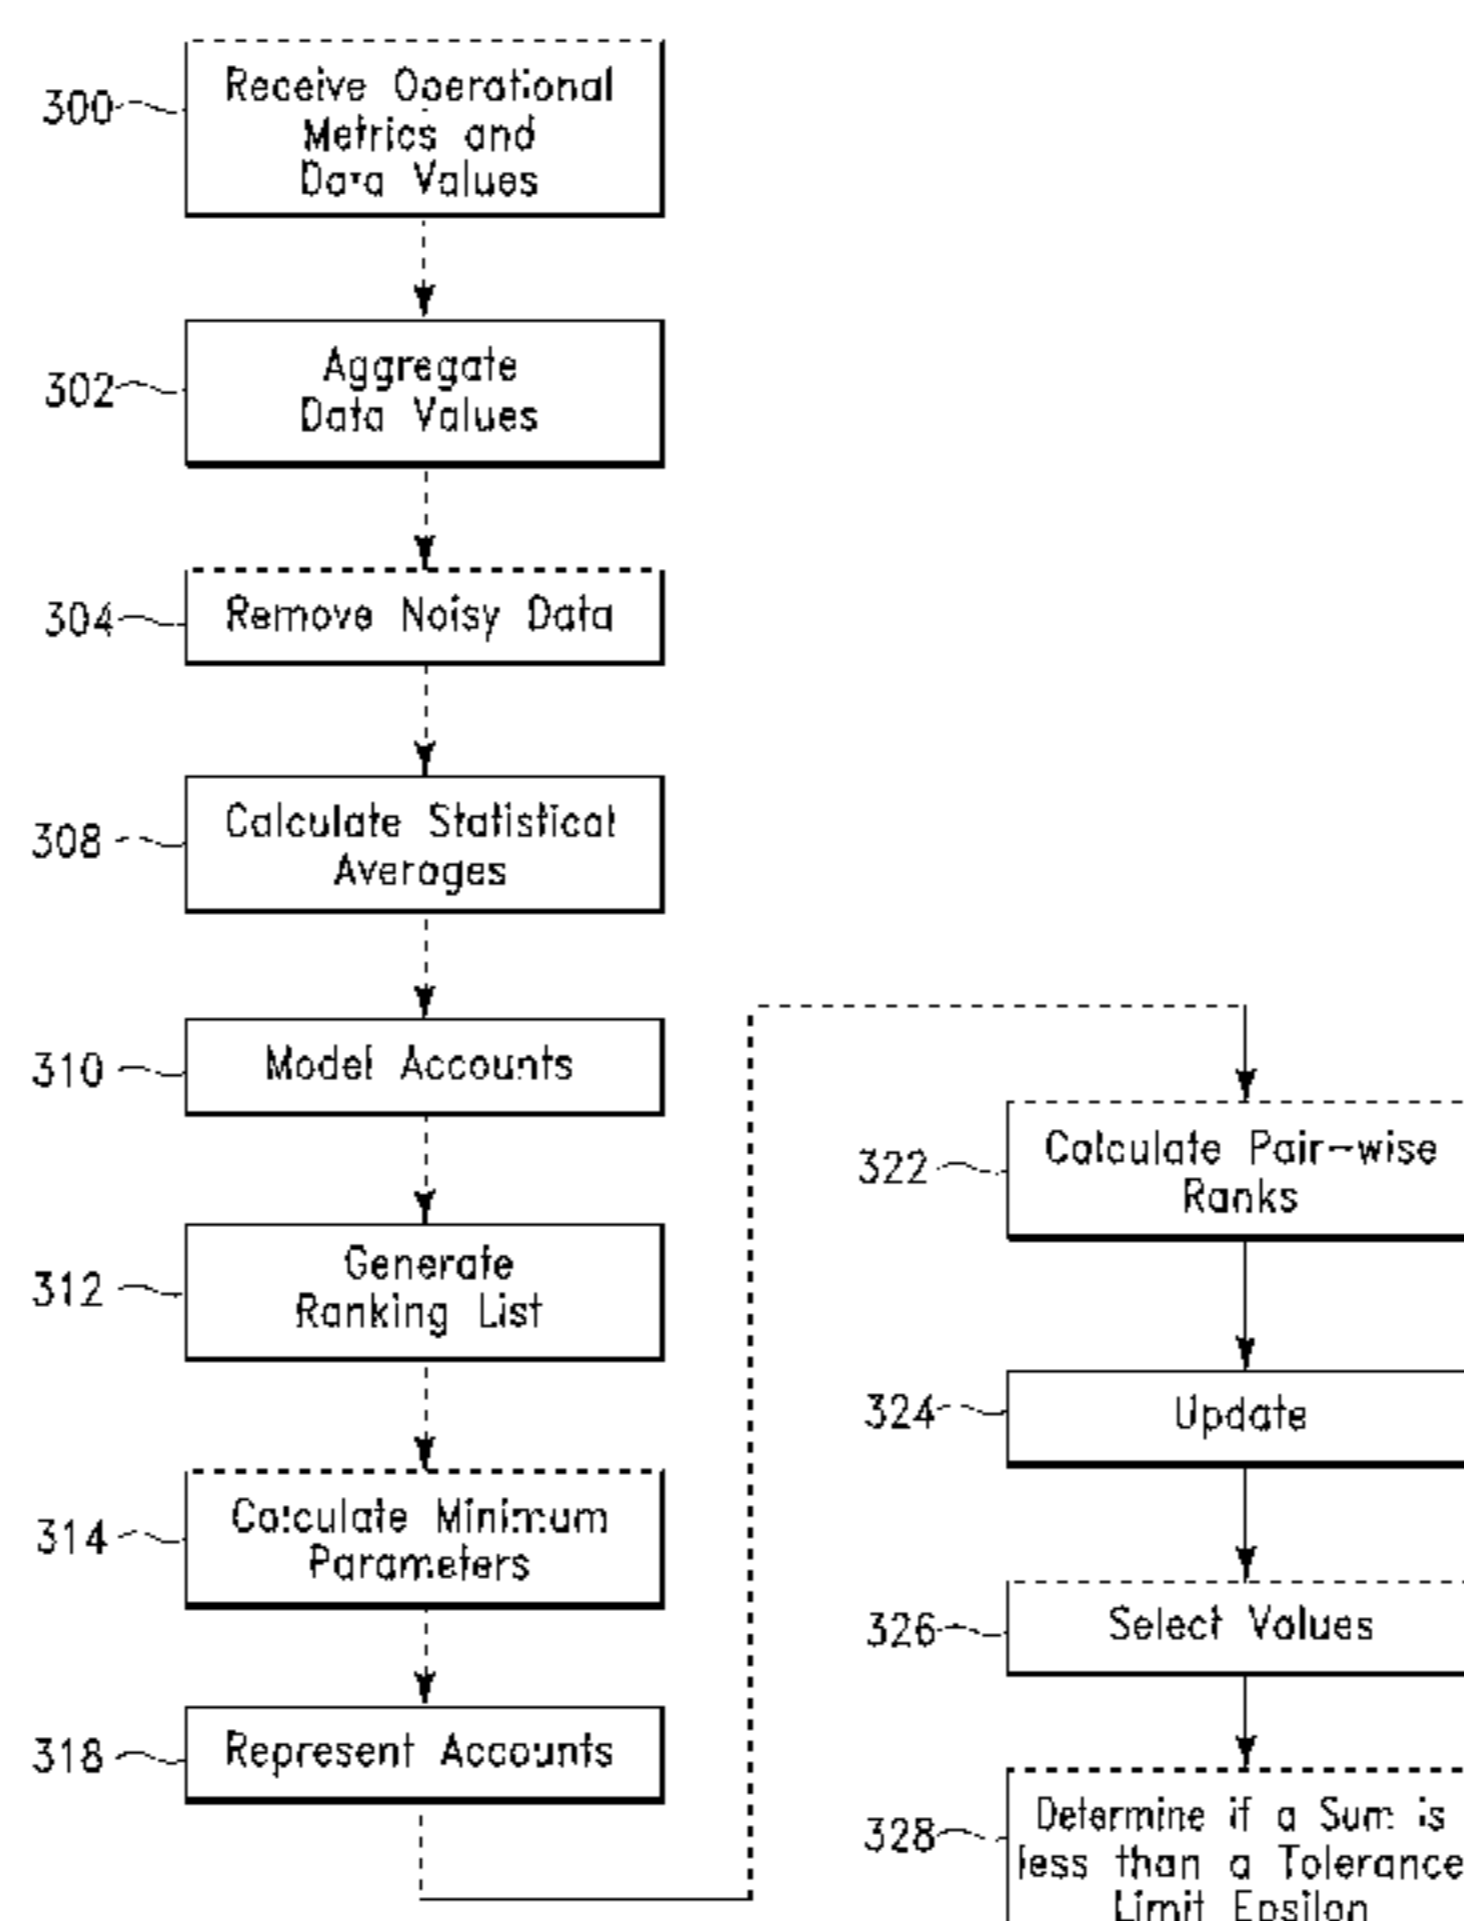 300
Receive Operational
Metrics and
Data Values
302
Aggregate
Data Values
304
Remove Noisy Data
308
Calculate Statistical
Averages
310
Model Accounts
312
Generate
Ranking List
314
Calculate Minimum
Parameters
318
Represent Accounts
322
Calculate Pair-wise
Ranks
324
Update
326
Select Values
328
Determine if a Sum is
less than a Tolerance
Limit Epsilon